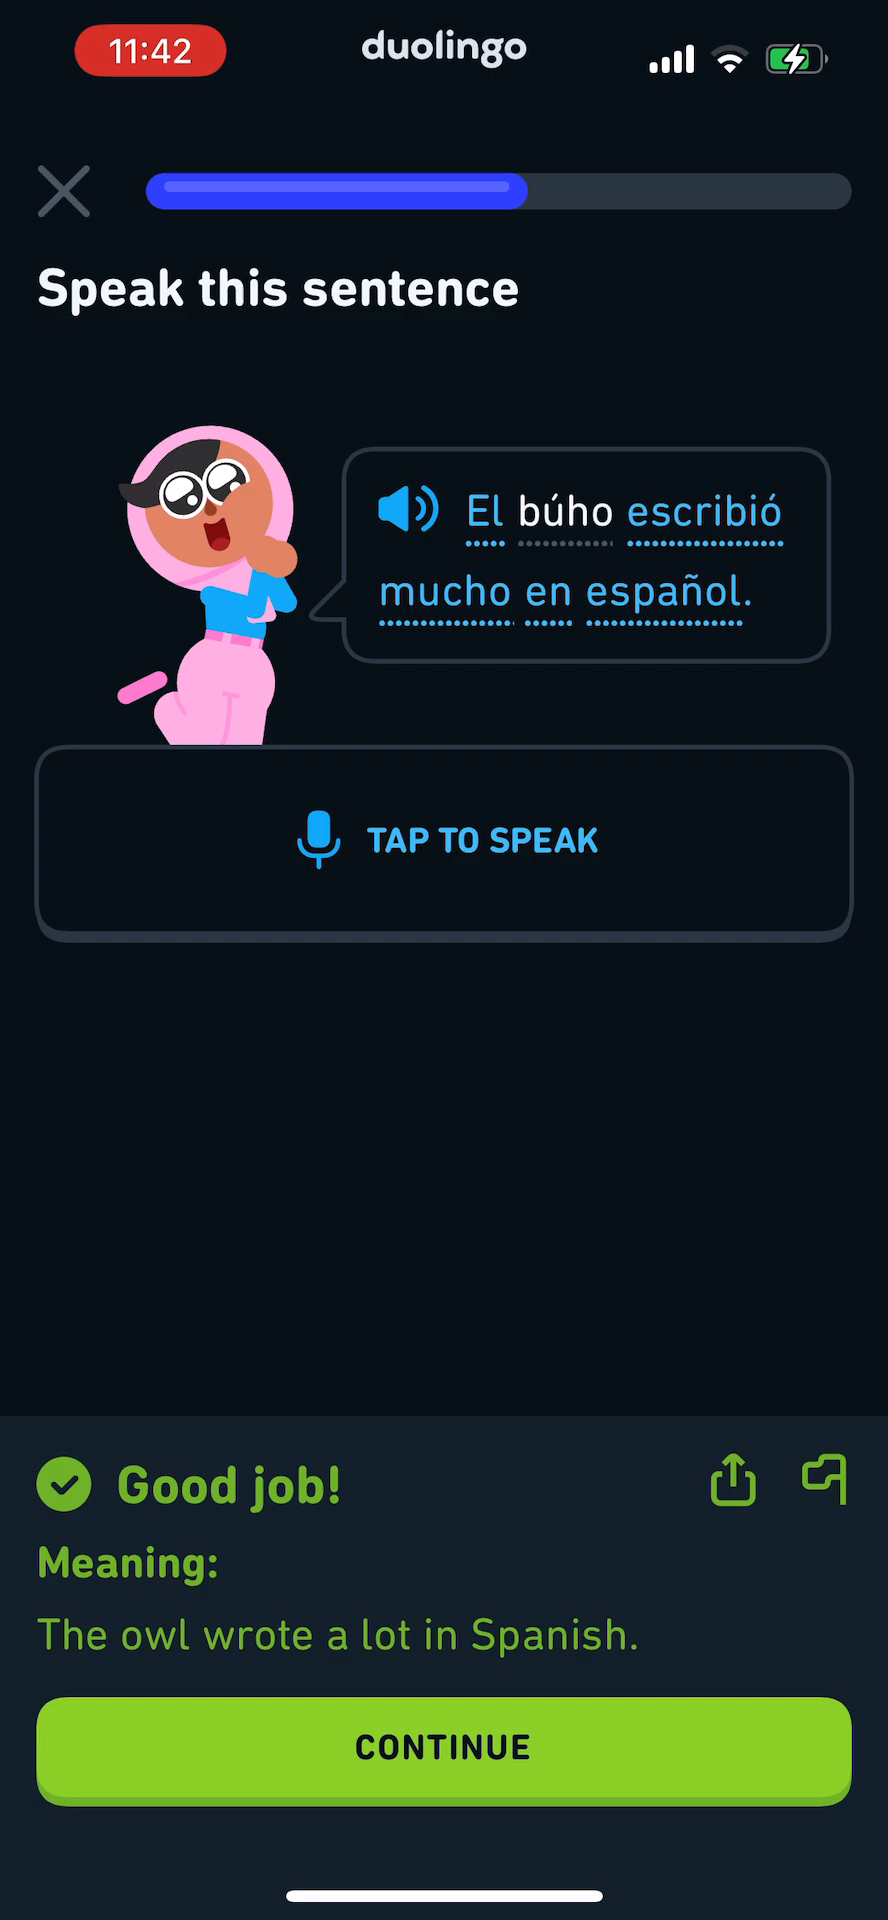 11:42
duolingo
Speak this sentence
El búho escribió
mucho en español.
TAP TO SPEAK
Good job!
Meaning:
The owl wrote a lot in Spanish.
CONTINUE